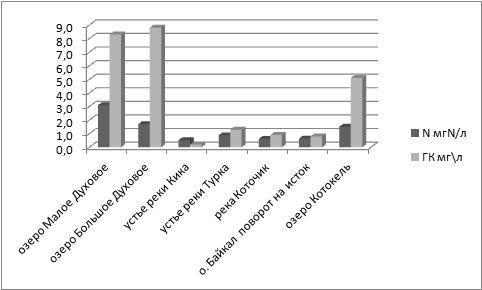 9,0
8,0
7,0
6,0
5,0
4,0
3,0
2,0
1,0
0,0
озеро Малое Духовое
озеро Большое Духовое
устье реки Кика
устье реки Турка
река Коточик
о. Байкал поворот на исток
озеро Котокель
N мгN/л
ГК мг\л